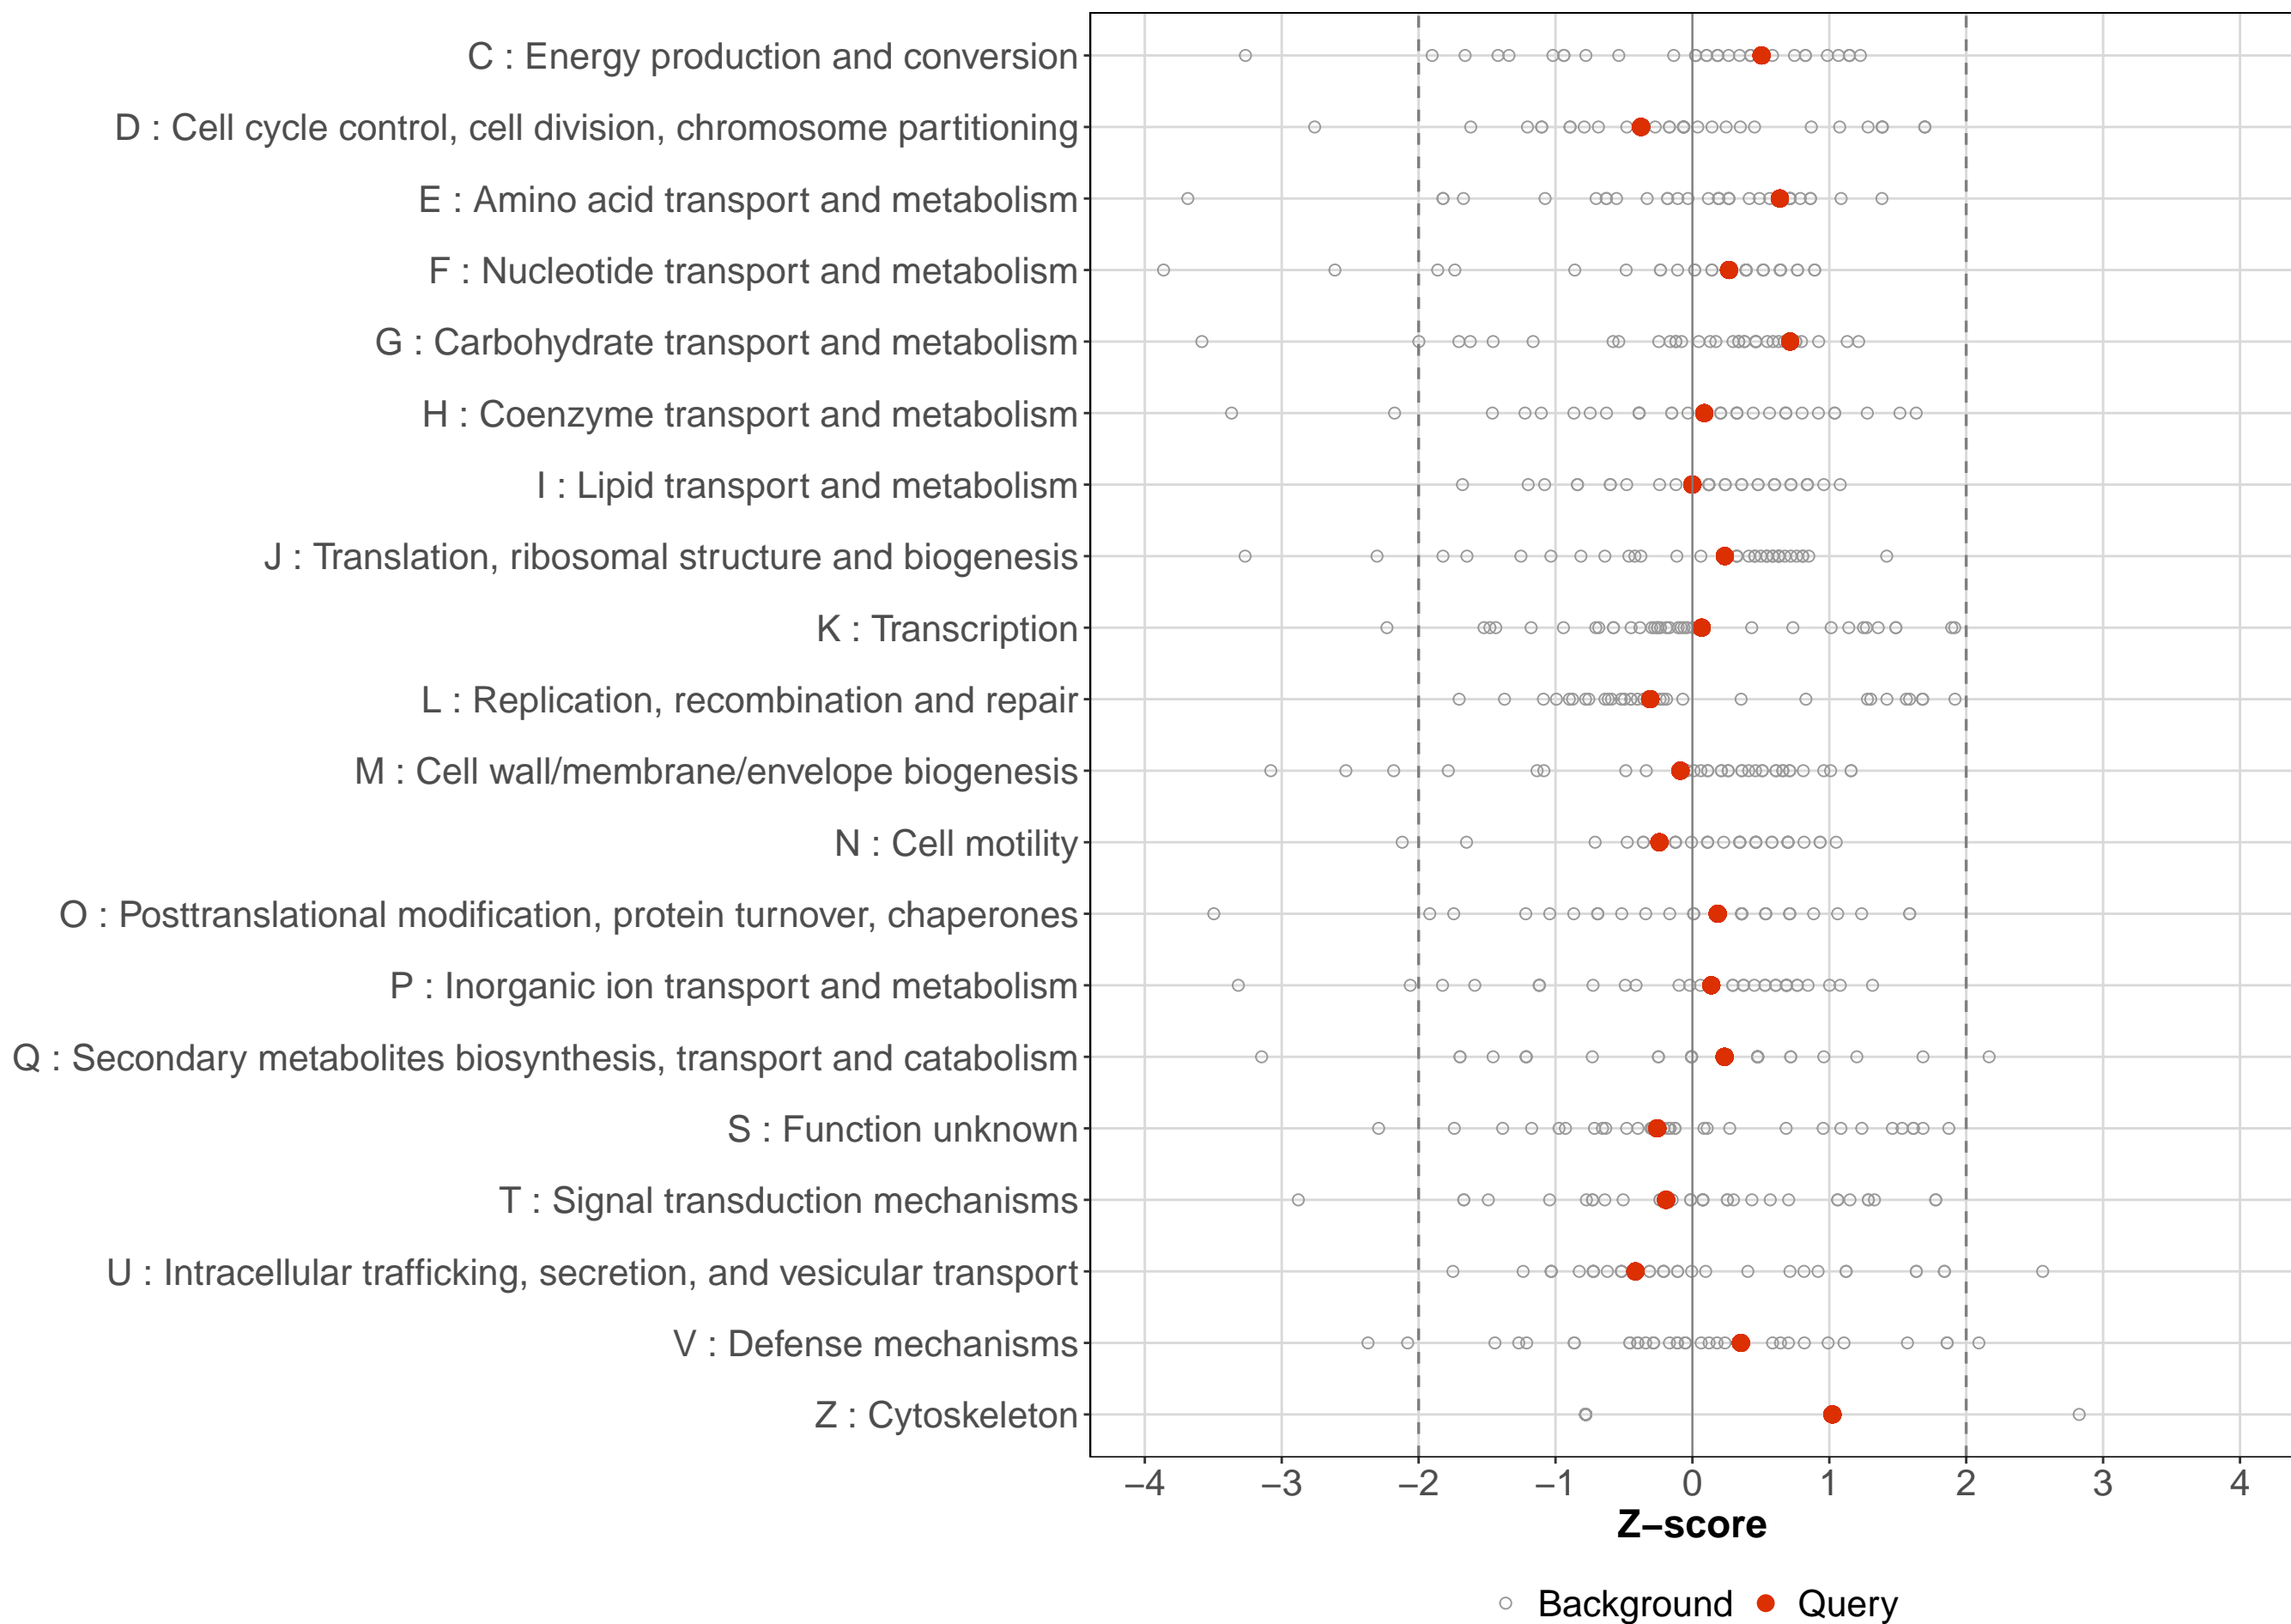 C : Energy production and conversion
D : Cell cycle control, cell division, chromosome partitioning
E : Amino acid transport and metabolism
F : Nucleotide transport and metabolism
G : Carbohydrate transport and metabolism
H : Coenzyme transport and metabolism
I : Lipid transport and metabolism
J : Translation, ribosomal structure and biogenesis
K : Transcription
L : Replication, recombination and repair
M : Cell wall/membrane/envelope biogenesis
N : Cell motility
O : Posttranslational modification, protein turnover, chaperones
P : Inorganic ion transport and metabolism
Q : Secondary metabolites biosynthesis, transport and catabolism
S : Function unknown
T : Signal transduction mechanisms
U : Intracellular trafficking, secretion, and vesicular transport
V : Defense mechanisms
Z : Cytoskeleton
−4 −3 −2 −1 0 1 2 3 4
Z−score
Background Query